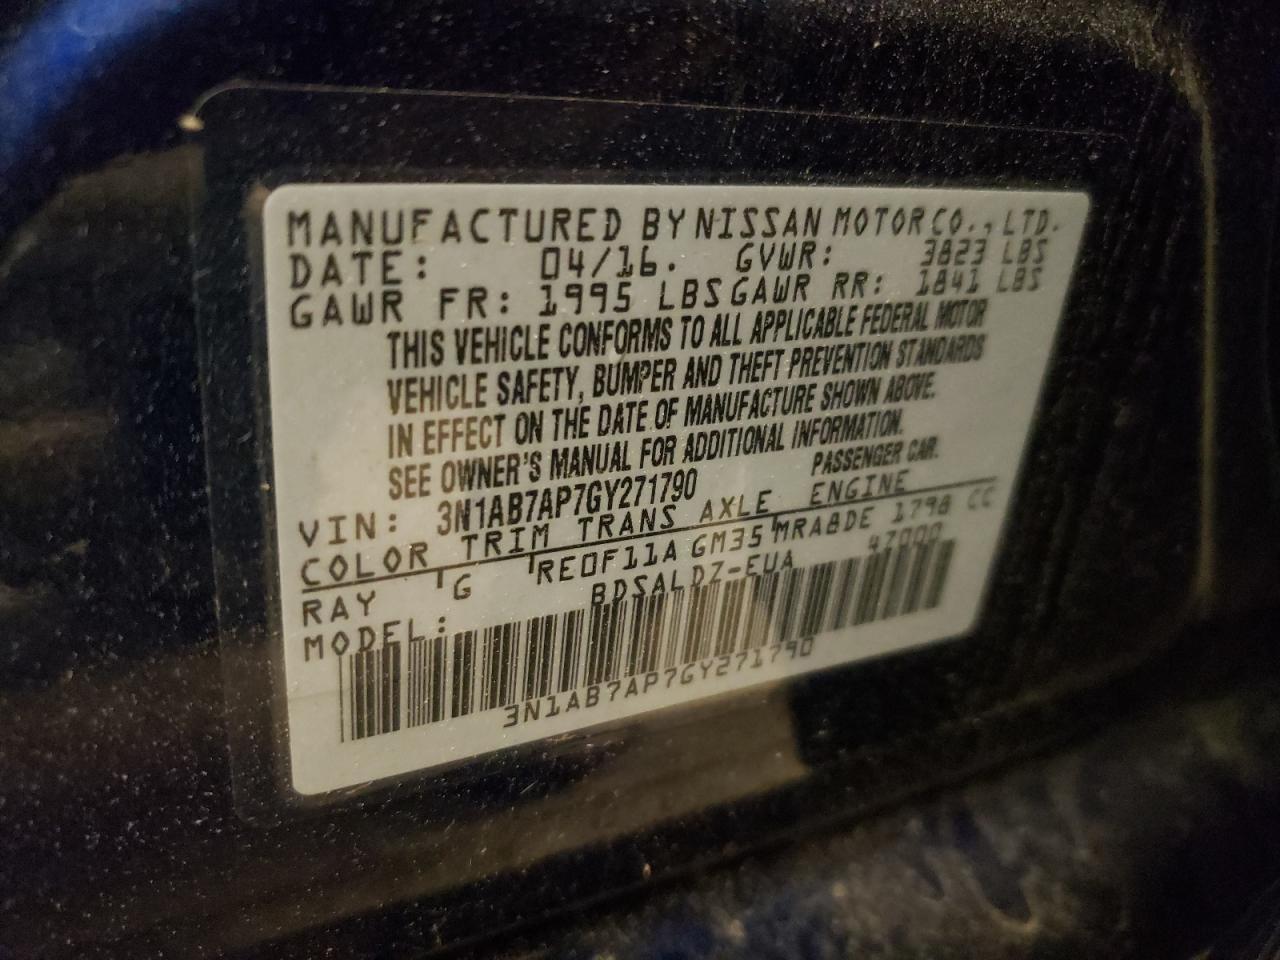 MANUFACTURED BY NISSAN MOTOR CO., LTD.
DATE: 04/16. GVWR: 3823 LBS
GAWR FR: 1995 LBS GAWR RR: 1841 LBS
THIS VEHICLE CONFORMS TO ALL APPLICABLE FEDERAL MOTOR
VEHICLE SAFETY, BUMPER AND THEFT PREVENTION STANDARDS
IN EFFECT ON THE DATE OF MANUFACTURE SHOWN ABOVE.
SEE OWNER'S MANUAL FOR ADDITIONAL INFORMATION.
VIN: 3N1AB7AP7GY271790 PASSENGER CAR.
COLOR TRIM TRANS AXLE ENGINE
RAY G RE0F11A GM35 MRA8DE 1798 CC
MODEL: BDSALDZ-EUA 47000
3N1AB7AP7GY271790